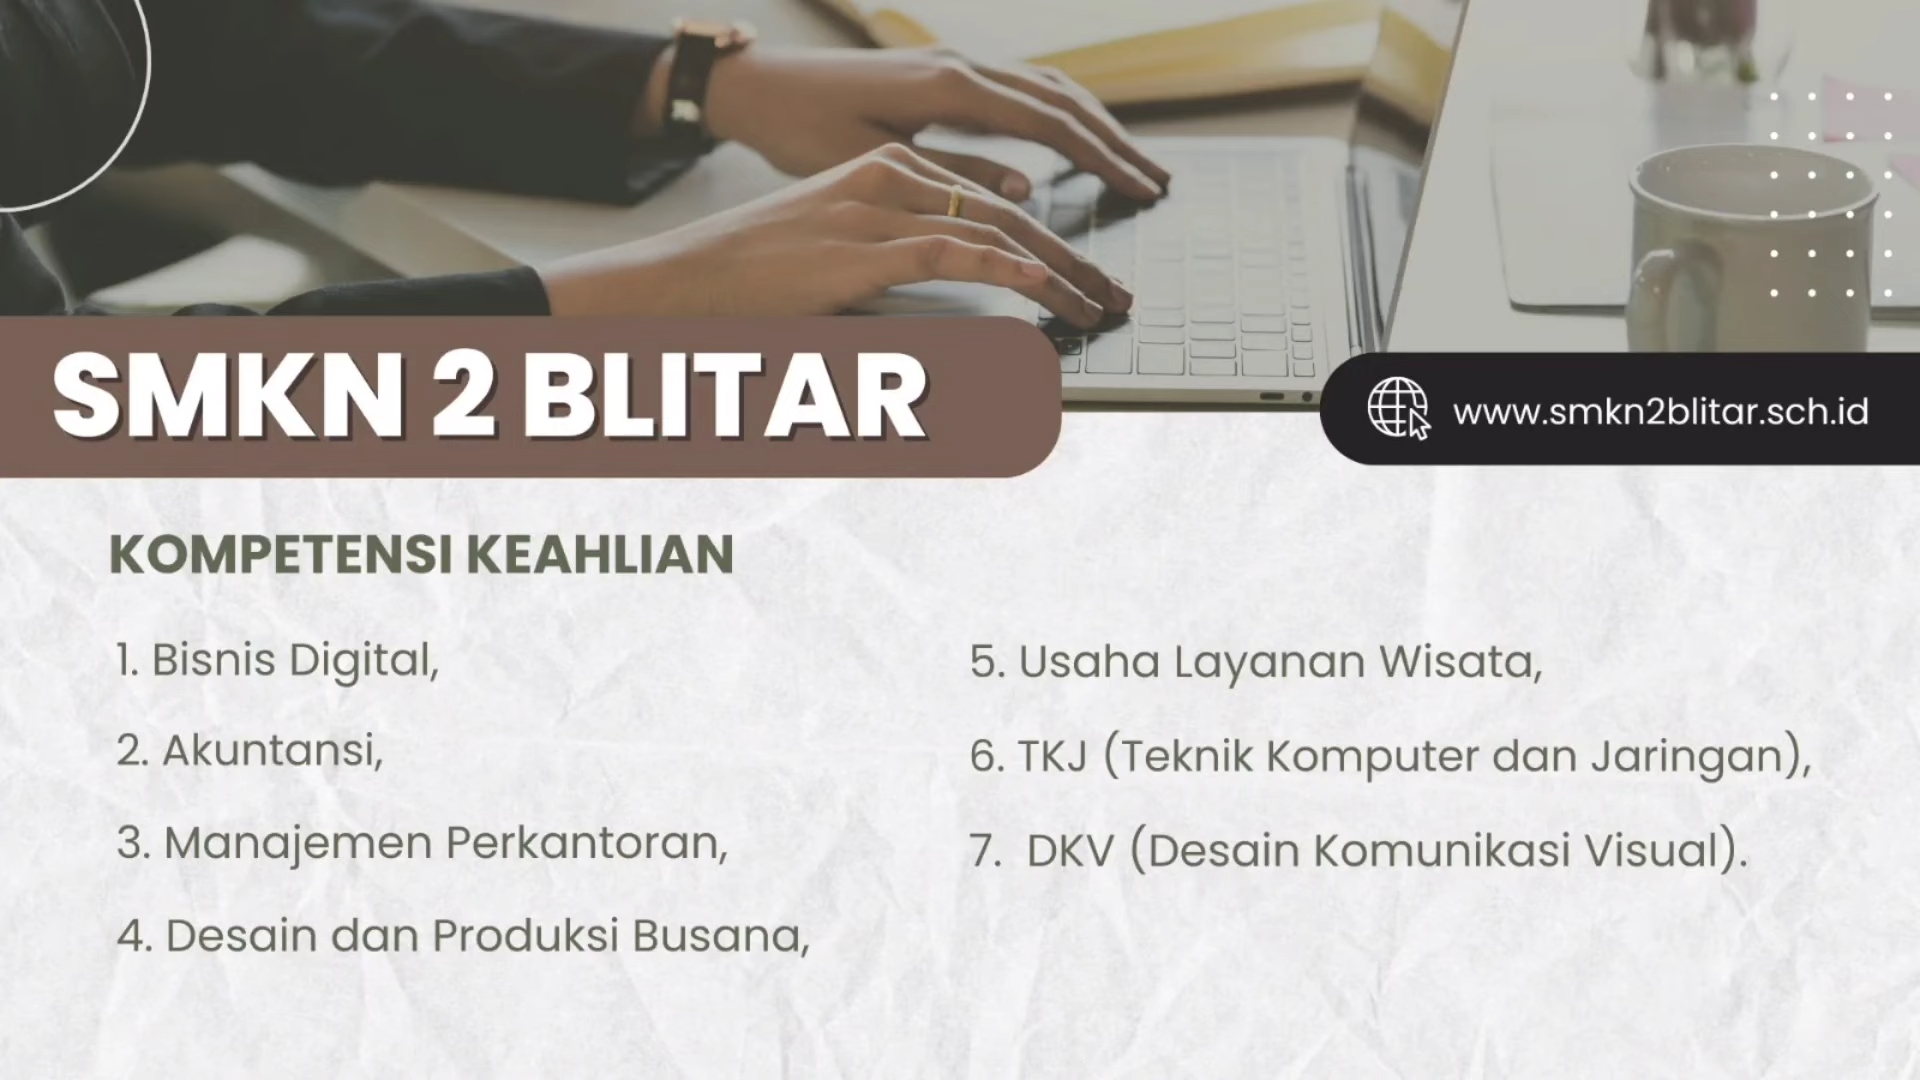 SMKN 2 BLITAR
www.smkn2blitar.sch.id
KOMPETENSI KEAHLIAN
1. Bisnis Digital,
2. Akuntansi,
3. Manajemen Perkantoran,
4. Desain dan Produksi Busana,
5. Usaha Layanan Wisata,
6. TKJ (Teknik Komputer dan Jaringan),
7. DKV (Desain Komunikasi Visual).